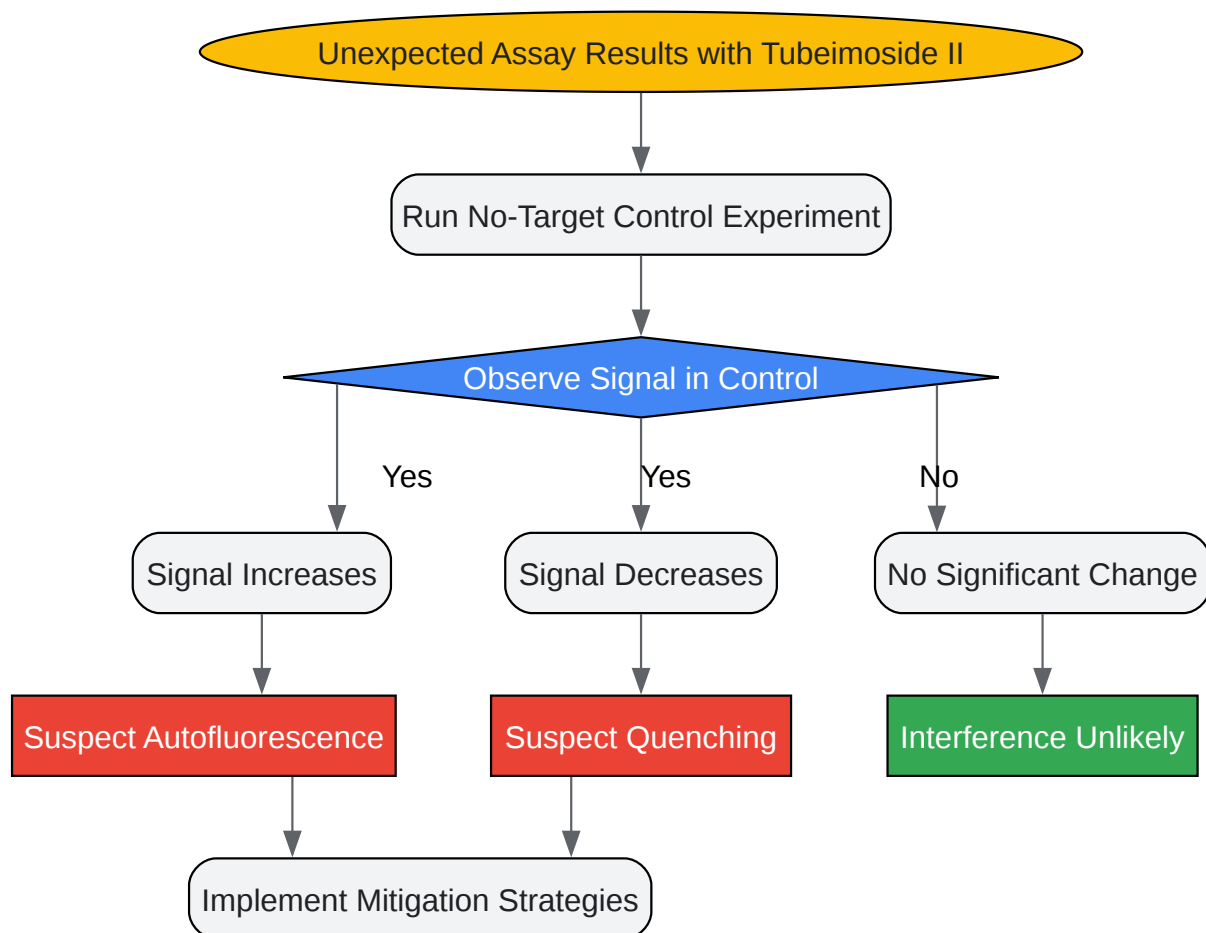 Unexpected Assay Results with Tubeimoside II
Run No-Target Control Experiment
Observe Signal in Control
Yes
Yes
No
Signal Increases
Signal Decreases
No Significant Change
Suspect Autofluorescence
Suspect Quenching
Interference Unlikely
Implement Mitigation Strategies